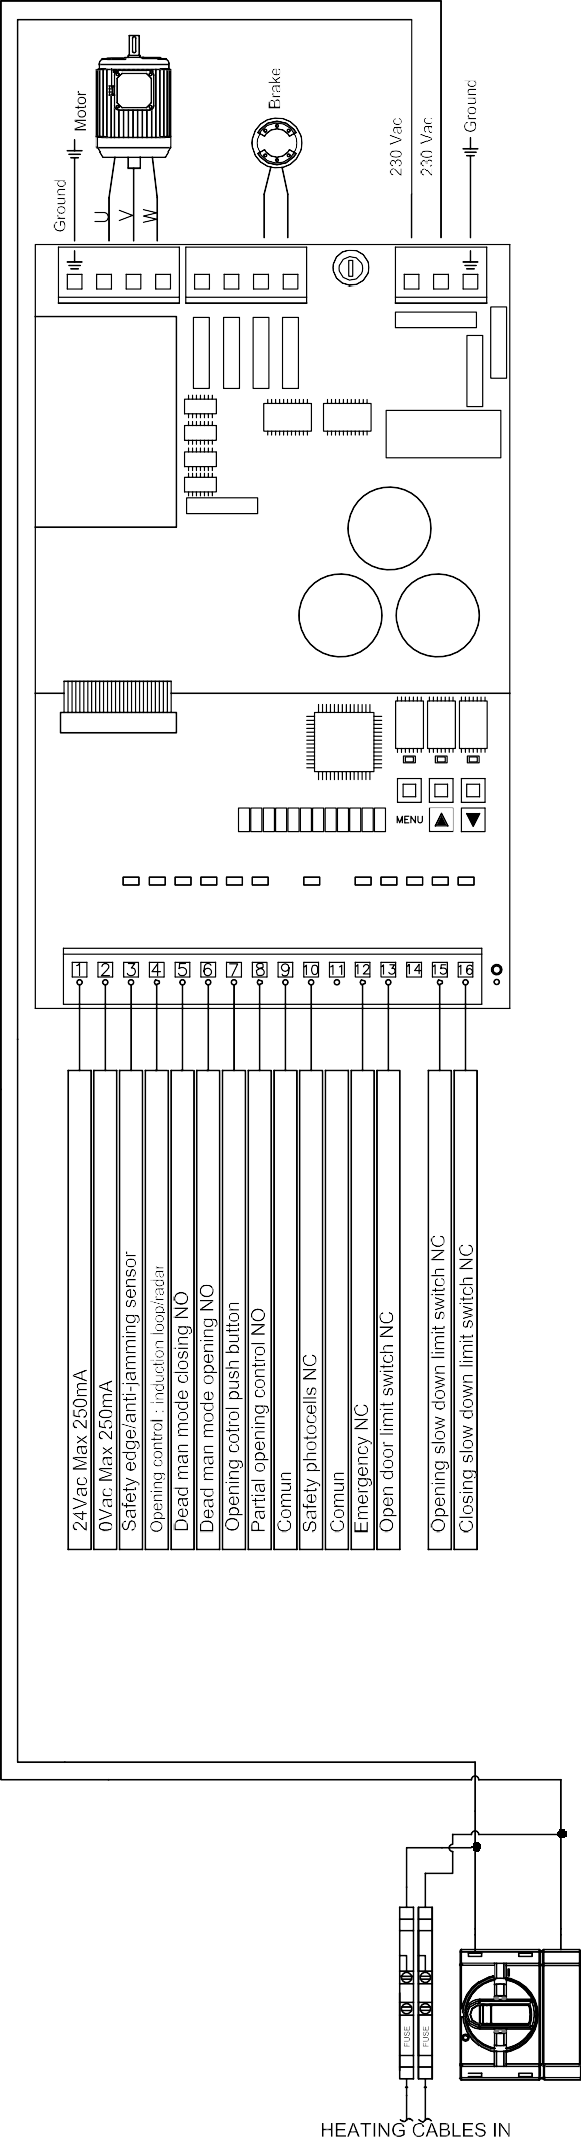 Ground
Motor
U
V
W
Brake
230 Vac
230 Vac
Ground
MENU
1
2
3
4
5
6
7
8
9
10
11
12
13
14
15
16
24Vac Max 250mA
0Vac Max 250mA
Safety edge/anti-jamming sensor
Opening control : induction loop/radar
Dead man mode closing NO
Dead man mode opening NO
Opening cotrol push button
Partial opening control NO
Comun
Safety photocells NC
Comun
Emergency NC
Open door limit switch NC
Opening slow down limit switch NC
Closing slow down limit switch NC
FUSE
FUSE
HEATING CABLES IN